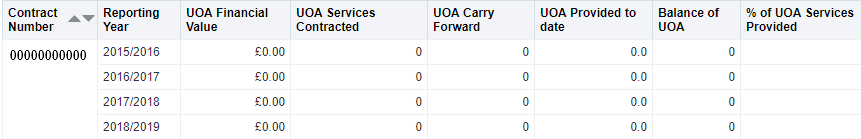 Contract Number Reporting Year UOA Financial Value UOA Services Contracted UOA Carry Forward UOA Provided to date Balance of UOA % of UOA Services Provided
00000000000 2015/2016 £0.00 0 0 0.0 0
2016/2017 £0.00 0 0 0.0 0
2017/2018 £0.00 0 0 0.0 0
2018/2019 £0.00 0 0 0.0 0